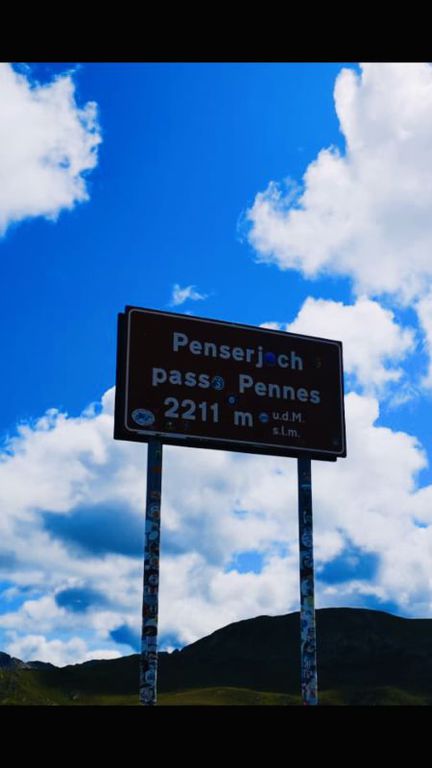 Penserjoch
passo Pennes
2211 m u.d.M.
s.l.m.